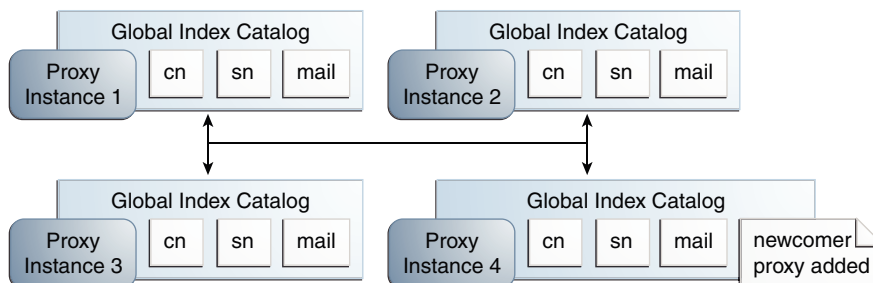 Global Index Catalog
Proxy
Instance 1
cn
sn
mail
Global Index Catalog
Proxy
Instance 2
cn
sn
mail
Global Index Catalog
Proxy
Instance 3
cn
sn
mail
Global Index Catalog
Proxy
Instance 4
cn
sn
mail
newcomer
proxy added